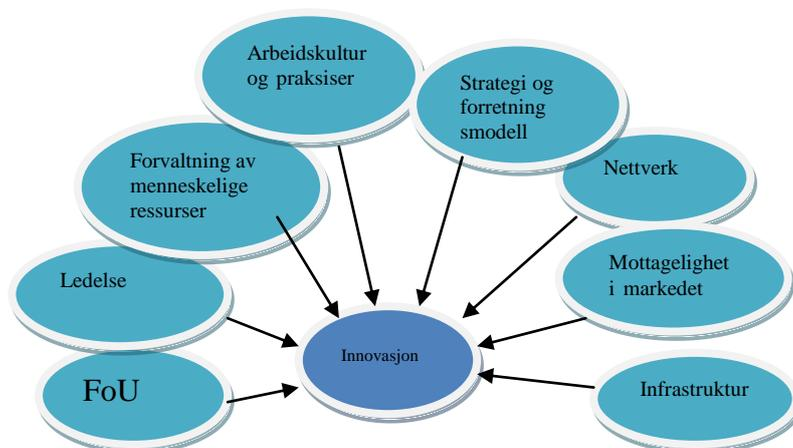 Arbeidskultur
og praksiser
Strategi og
forretning
smodell
Forvaltning av
menneskelige
ressurser
Nettverk
Ledelse
Mottagelighet
i markedet
Innovasjon
FoU
Infrastruktur